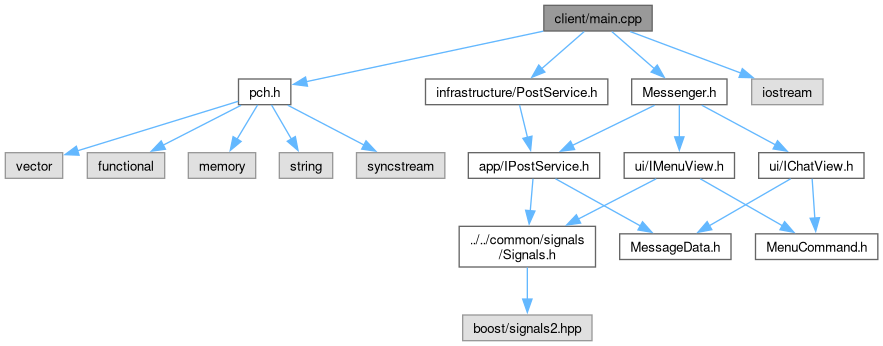 client/main.cpp
pch.h
infrastructure/PostService.h
Messenger.h
iostream
vector
functional
memory
string
syncstream
app/IPostService.h
ui/IMenuView.h
ui/IChatView.h
../../common/signals
/Signals.h
MessageData.h
MenuCommand.h
boost/signals2.hpp